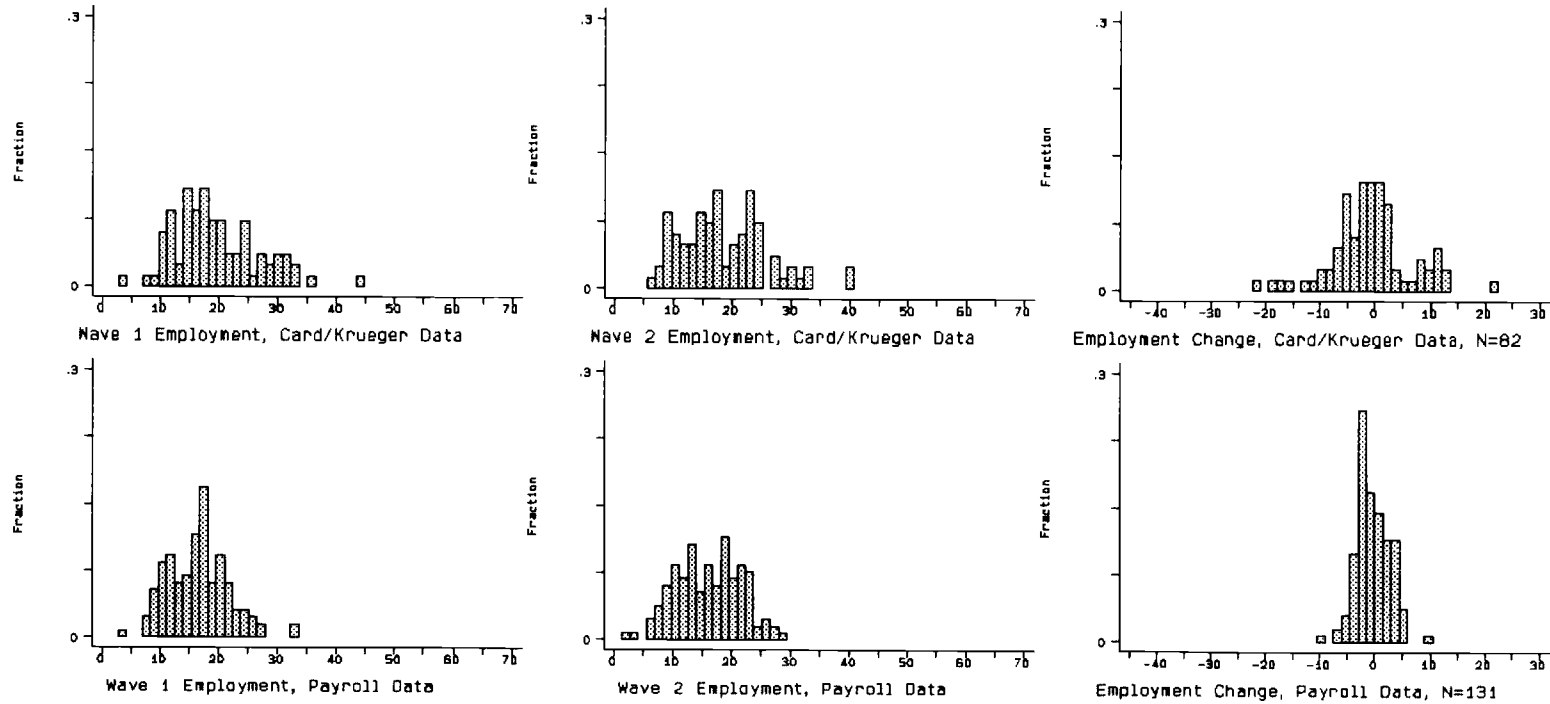 .3
Fraction
0
0 10 20 30 40 50 60 70
Wave 1 Employment, Card/Krueger Data
.3
Fraction
0
0 10 20 30 40 50 60 70
Wave 2 Employment, Card/Krueger Data
.3
Fraction
0
-40 -30 -20 -10 0 10 20 30
Employment Change, Card/Krueger Data, N=82
.3
Fraction
0
0 10 20 30 40 50 60 70
Wave 1 Employment, Payroll Data
.3
Fraction
0
0 10 20 30 40 50 60 70
Wave 2 Employment, Payroll Data
.3
Fraction
0
-40 -30 -20 -10 0 10 20 30
Employment Change, Payroll Data, N=131